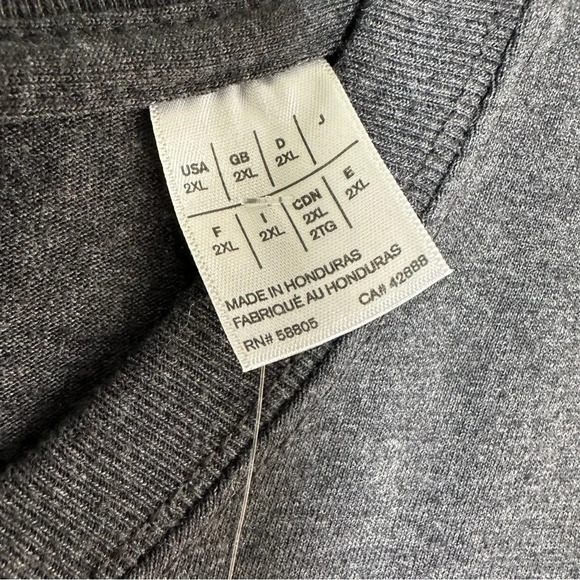 USA GB D J
2XL 2XL 2XL
F I CDN E
2XL 2XL 2XL 2XL
2TG
MADE IN HONDURAS
FABRIQUÉ AU HONDURAS
RN# 58805 CA# 42888